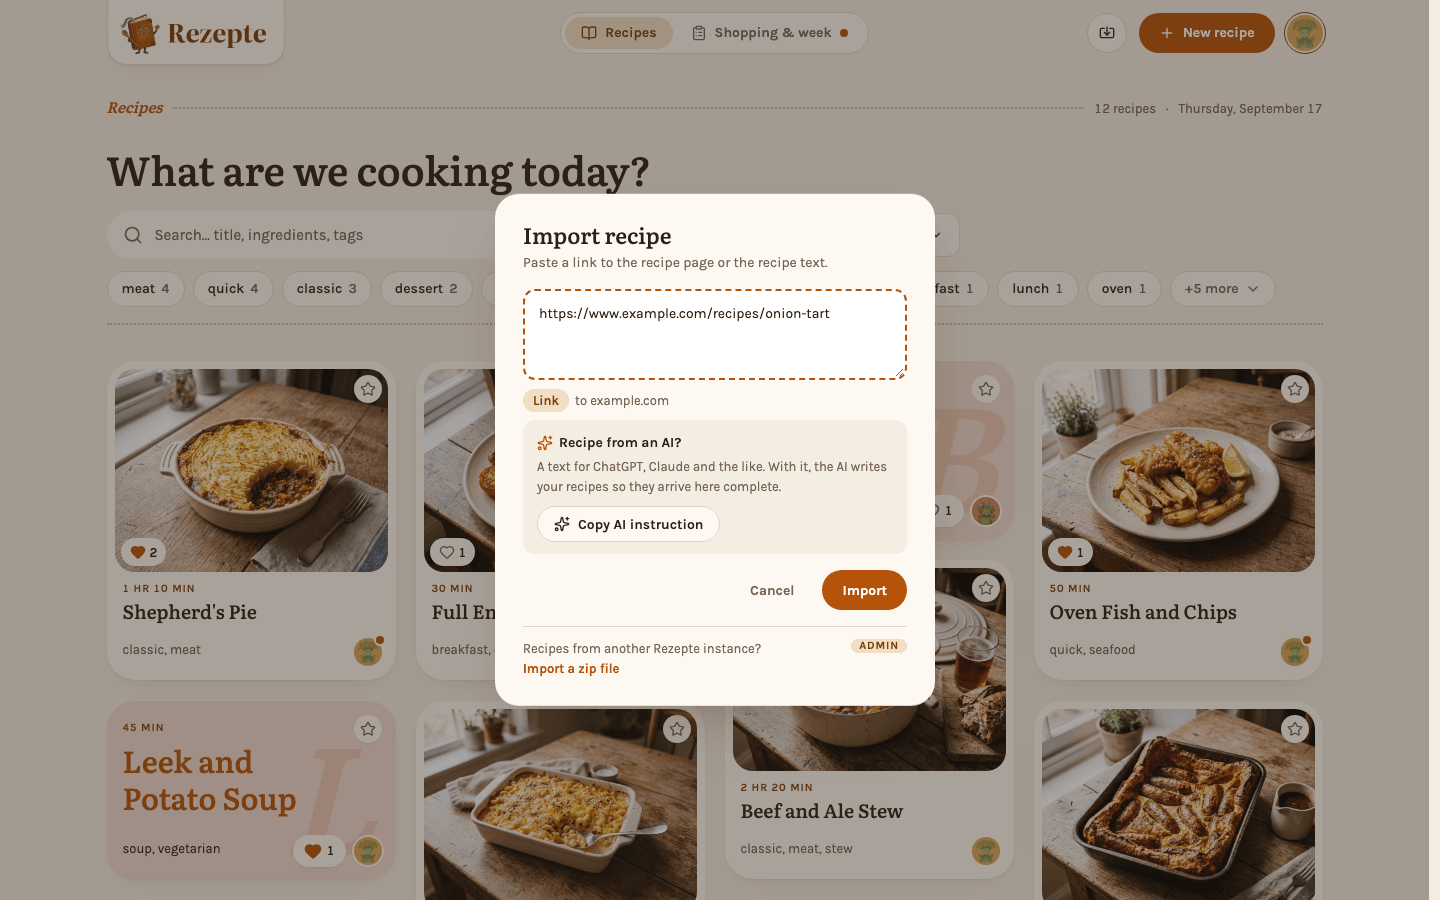 Rezepte
Recipes
Shopping & week
New recipe
Recipes
12 recipes · Thursday, September 17
What are we cooking today?
Search... title, ingredients, tags
meat 4
quick 4
classic 3
dessert 2
1
lunch 1
oven 1
+5 more
Import recipe
Paste a link to the recipe page or the recipe text.
https://www.example.com/recipes/onion-tart
Link to example.com
Recipe from an AI?
A text for ChatGPT, Claude and the like. With it, the AI writes
your recipes so they arrive here complete.
Copy AI instruction
Cancel
Import
Recipes from another Rezepte instance?
ADMIN
Import a zip file
2
1 HR 10 MIN
Shepherd's Pie
classic, meat
1
30 MIN
Full En
breakfast,
B
1
1
50 MIN
Oven Fish and Chips
quick, seafood
45 MIN
Leek and
Potato Soup
L
soup, vegetarian
1
2 HR 20 MIN
Beef and Ale Stew
classic, meat, stew